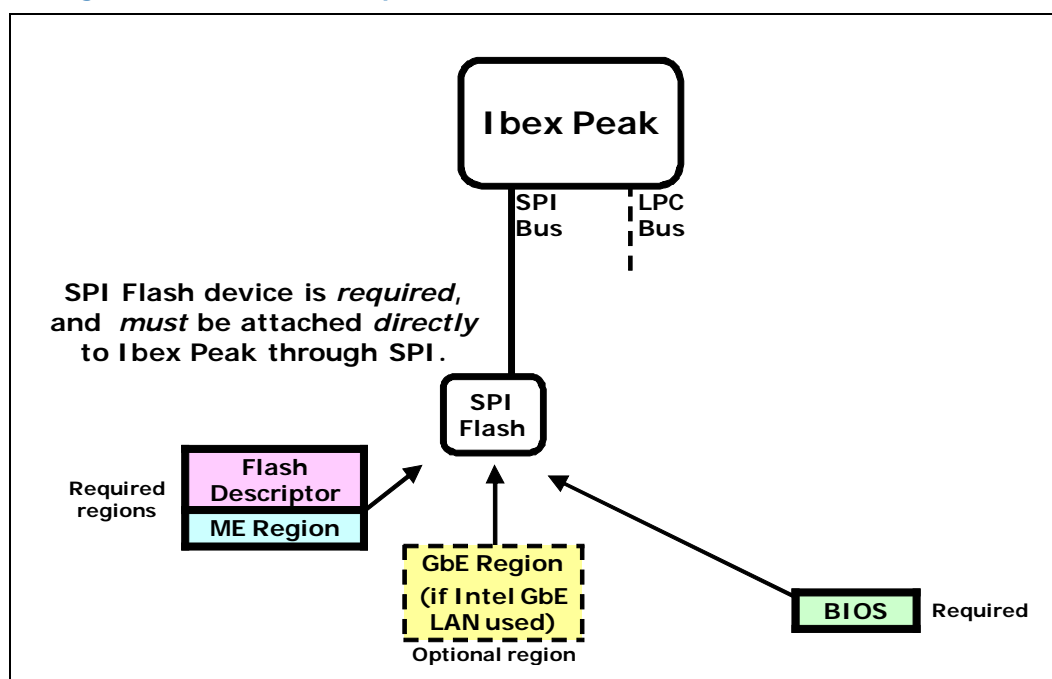 Ibex Peak
SPI
Bus
LPC
Bus
SPI Flash device is required,
and must be attached directly
to Ibex Peak through SPI.
SPI
Flash
Required
regions
Flash
Descriptor
ME Region
GbE Region
(if Intel GbE
LAN used)
Optional region
BIOS
Required